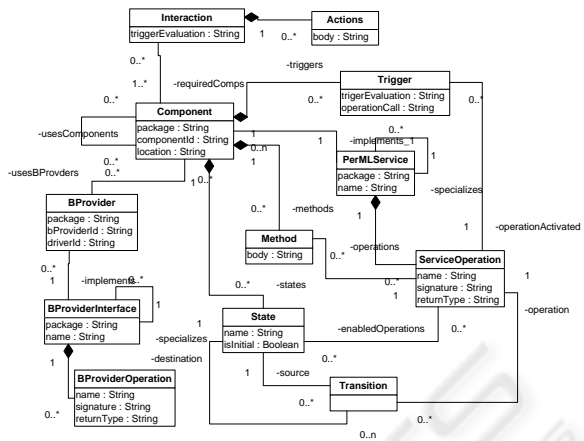 Interaction
triggerEvaluation : String
1
0..*
Actions
body : String
0..*
1..*
-requiredComps
-triggers
Trigger
trigerEvaluation : String
operationCall : String
0..*
0..*
0..*
Component
package : String
componentId : String
location : String
-usesComponents
0..*
0..*
-usesBProvders
1
1
1
0..n
-implements_1
0..*
PerMLService
package : String
name : String
1
-specializes
BProvider
package : String
bProviderId : String
driverId : String
1
0..*
0..*
-methods
Method
body : String
1
-operations
0..*
0..*
-operationActivated
ServiceOperation
name : String
signature : String
returnType : String
1
1
1
0..*
-operation
0..*
1
-implements
0..*
BProviderInterface
package : String
name : String
1
-specializes
1
-destination
-states
0..*
State
name : String
isInitial : Boolean
-enabledOperations
0..*
1
-source
BProviderOperation
name : String
signature : String
returnType : String
0..*
Transition
0..*
0..*
0..n